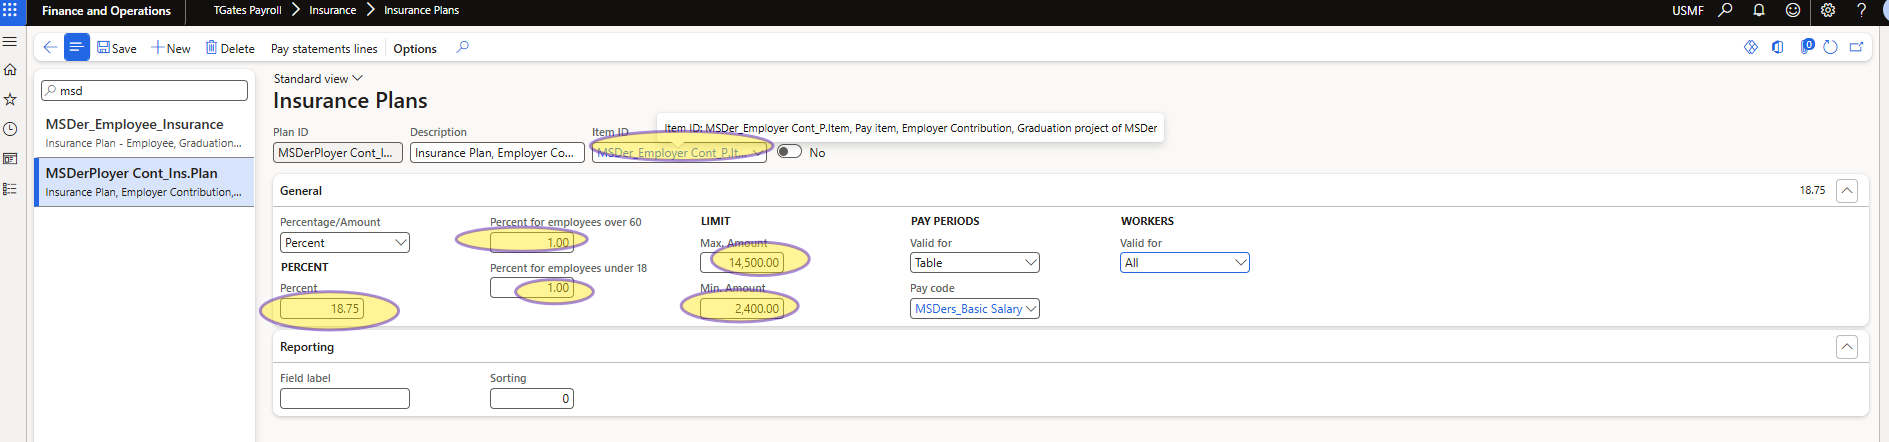 Finance and Operations
TGates Payroll > Insurance > Insurance Plans
USMF
Save
New
Delete
Pay statements lines
Options
0
msd
MSDer_Employee_Insurance
Insurance Plan - Employee, Graduation...
MSDerPloyer Cont_Ins.Plan
Insurance Plan, Employer Contribution,...
Standard view
Insurance Plans
Item ID: MSDer_Employer Cont_P.Item, Pay item, Employer Contribution, Graduation project of MSDer
Plan ID
Description
Item ID
MSDerPloyer Cont_I...
Insurance Plan, Employer Co...
MSDer_Employer Cont_P.It...
No
General
18.75
Percentage/Amount
Percent
PERCENT
Percent
18.75
Percent for employees over 60
1.00
Percent for employees under 18
1.00
LIMIT
Max. Amount
14,500.00
Min. Amount
2,400.00
PAY PERIODS
Valid for
Table
Pay code
MSDers_Basic Salary
WORKERS
Valid for
All
Reporting
Field label
Sorting
0